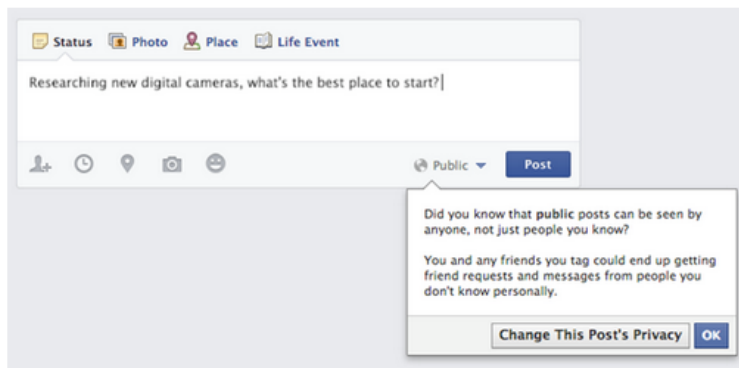 Status Photo Place Life Event
Researching new digital cameras, what's the best place to start?
Public Post
Did you know that public posts can be seen by
anyone, not just people you know?
You and any friends you tag could end up getting
friend requests and messages from people you
don't know personally.
Change This Post's Privacy OK